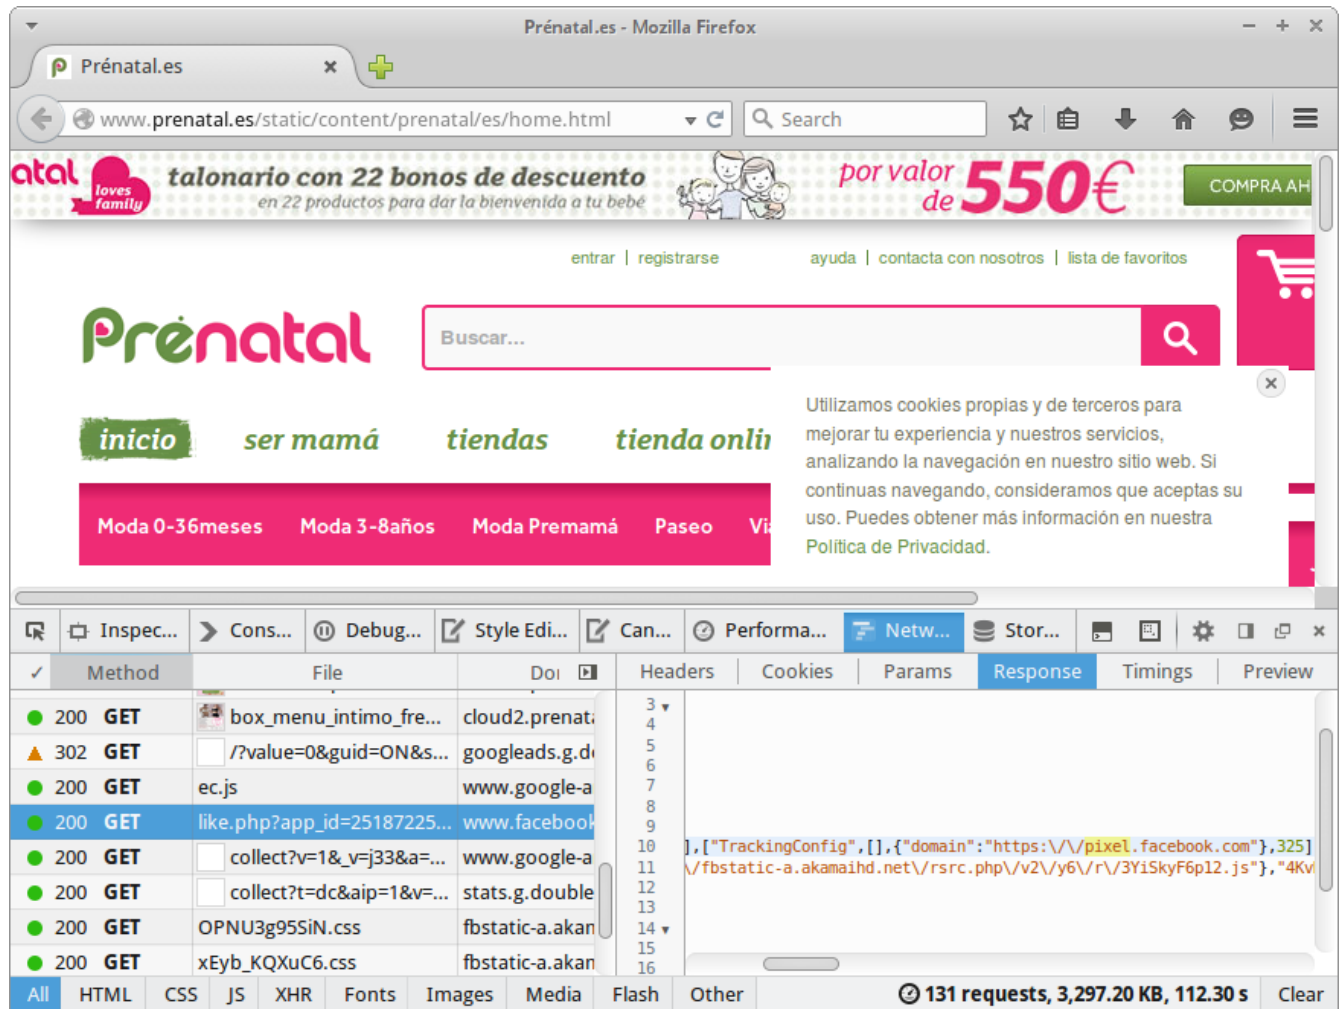 Prénatal.es - Mozilla Firefox
Prénatal.es
www.prenatal.es/static/content/prenatal/es/home.html
Search
atal
loves
family
talonario con 22 bonos de descuento
en 22 productos para dar la bienvenida a tu bebé
por valor
de 550€
COMPRA AH
entrar | registrarse
ayuda | contacta con nosotros | lista de favoritos
Prénatal
Buscar...
inicio ser mamá tiendas tienda onlin
Moda 0-36meses Moda 3-8años Moda Premamá Paseo Via
Utilizamos cookies propias y de terceros para
mejorar tu experiencia y nuestros servicios,
analizando la navegación en nuestro sitio web. Si
continuas navegando, consideramos que aceptas su
uso. Puedes obtener más información en nuestra
Política de Privacidad.
Inspec... Cons... Debug... Style Edi... Can... Performa... Netw... Stor...
✓ Method File Dor
Headers Cookies Params Response Timings Preview
200 GET box_menu_intimo_fre... cloud2.prenata
302 GET /?value=0&guid=ON&s... googleads.g.do
200 GET ec.js www.google-a
200 GET like.php?app_id=25187225... www.facebook
200 GET collect?v=1&_v=j33&a=... www.google-a
200 GET collect?t=dc&aip=1&v=... stats.g.double
200 GET OPNU3g95SiN.css fbstatic-a.akan
200 GET xEyb_KQXuC6.css fbstatic-a.akan
3
4
5
6
7
8
9
10 ],["TrackingConfig",[],{"domain":"https:\/\/pixel.facebook.com"},325]
11 \/fbstatic-a.akamaihd.net\/rsrc.php\/v2\/y6\/r\/3YiSkyF6p12.js"},"4Kv
12
13
14
15
16
All HTML CSS JS XHR Fonts Images Media Flash Other
131 requests, 3,297.20 KB, 112.30 s Clear